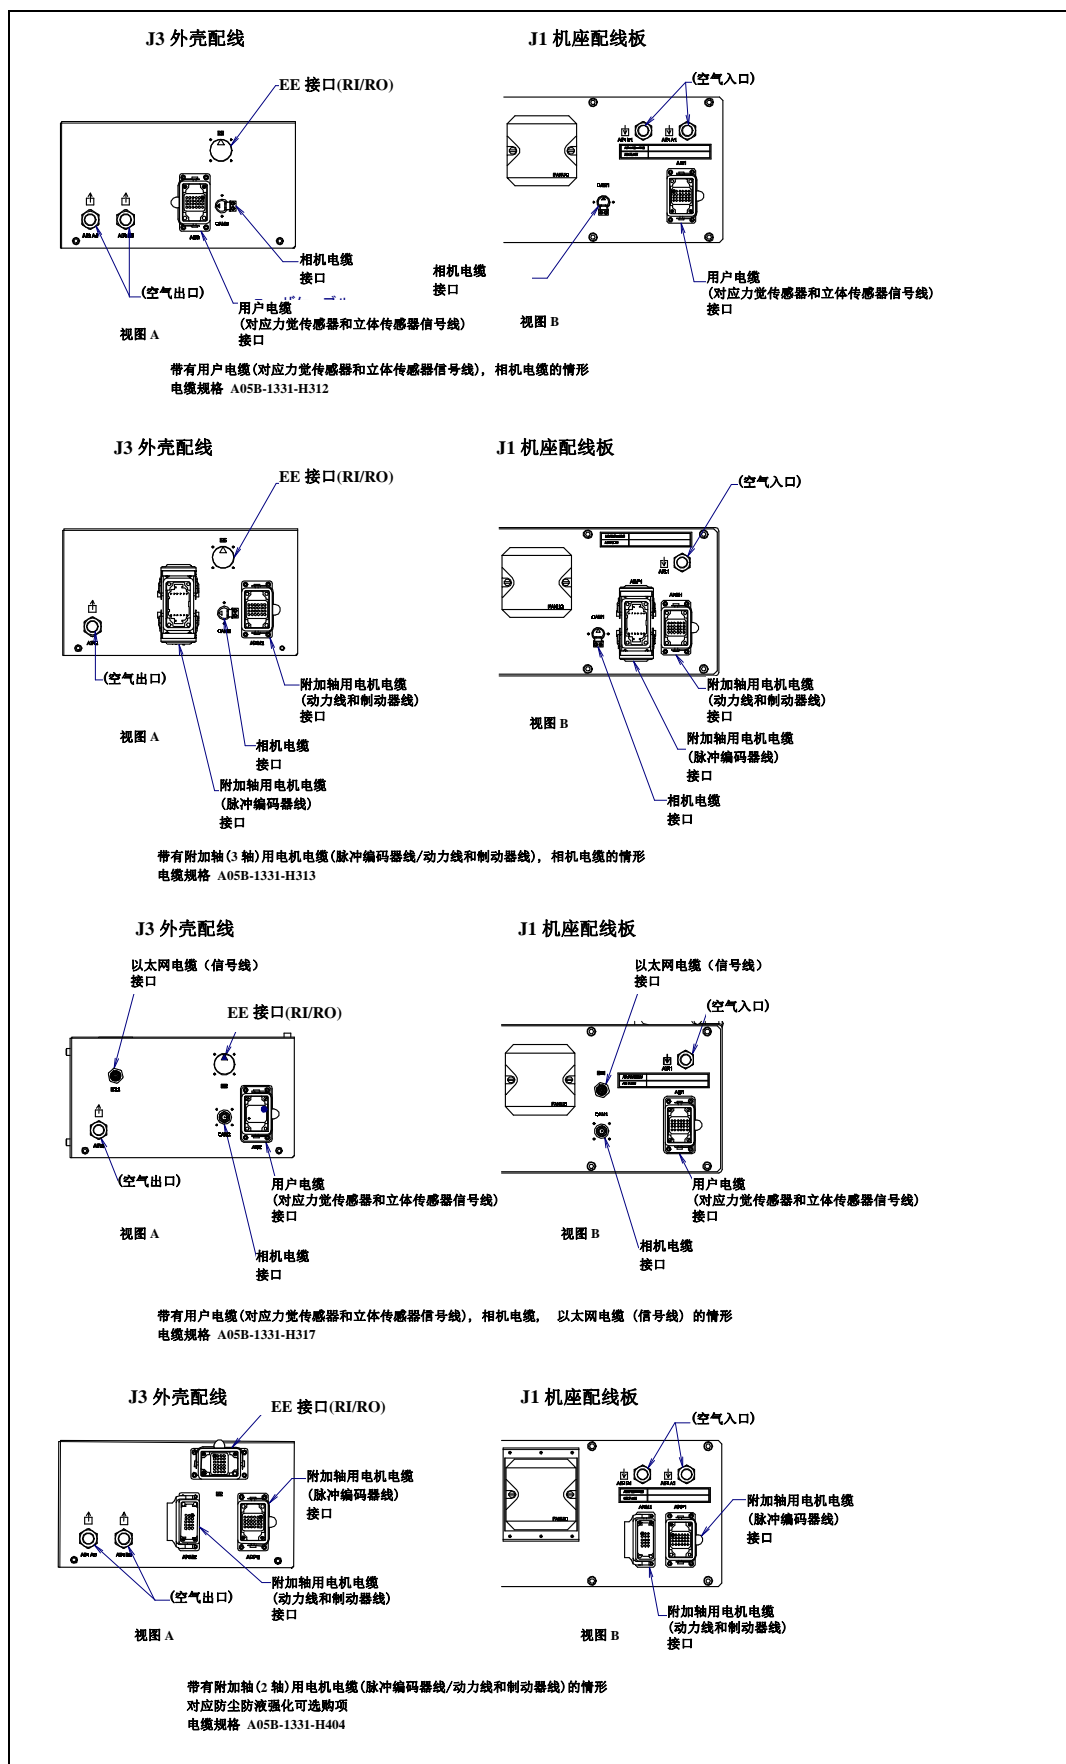 J3 外壳配线
J1 机座配线板
EE 接口(RI/RO)
(空气入口)
相机电缆
接口
(空气出口)
用户电缆
(对应力觉传感器和立体传感器信号线)
接口
视图 A
相机电缆
接口
用户电缆
(对应力觉传感器和立体传感器信号线)
接口
视图 B
带有用户电缆(对应力觉传感器和立体传感器信号线), 相机电缆的情形
电缆规格 A05B-1331-H312
J3 外壳配线
J1 机座配线板
EE 接口(RI/RO)
(空气入口)
(空气出口)
附加轴用电机电缆
(动力线和制动器线)
接口
视图 A
相机电缆
接口
附加轴用电机电缆
(脉冲编码器线)
接口
FANUC
附加轴用电机电缆
(动力线和制动器线)
接口
视图 B
附加轴用电机电缆
(脉冲编码器线)
接口
相机电缆
接口
带有附加轴(3 轴)用电机电缆(脉冲编码器线/动力线和制动器线), 相机电缆的情形
电缆规格 A05B-1331-H313
J3 外壳配线
J1 机座配线板
以太网电缆（信号线）
接口
EE 接口(RI/RO)
以太网电缆（信号线）
接口
(空气入口)
(空气出口)
用户电缆
(对应力觉传感器和立体传感器信号线)
接口
视图 A
相机电缆
接口
用户电缆
(对应力觉传感器和立体传感器信号线)
接口
视图 B
相机电缆
接口
带有用户电缆(对应力觉传感器和立体传感器信号线), 相机电缆, 以太网电缆 (信号线) 的情形
电缆规格 A05B-1331-H317
J3 外壳配线
J1 机座配线板
EE 接口(RI/RO)
(空气入口)
附加轴用电机电缆
(脉冲编码器线)
接口
附加轴用电机电缆
(动力线和制动器线)
接口
(空气出口)
视图 A
附加轴用电机电缆
(脉冲编码器线)
接口
附加轴用电机电缆
(动力线和制动器线)
接口
视图 B
带有附加轴(2 轴)用电机电缆(脉冲编码器线/动力线和制动器线)的情形
对应防尘防液强化可选购项
电缆规格 A05B-1331-H404